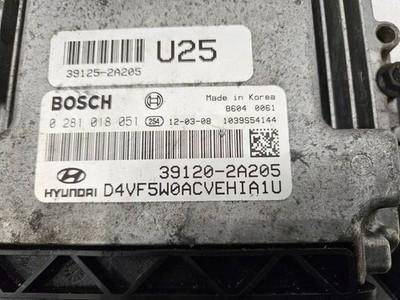 U25
39125-2A205
BOSCH
Made in Korea
8604 0061
0 281 018 051 254 12-03-08 1039S54144
39120-2A205
HYUNDAI D4VF5W0ACVEHIA1U